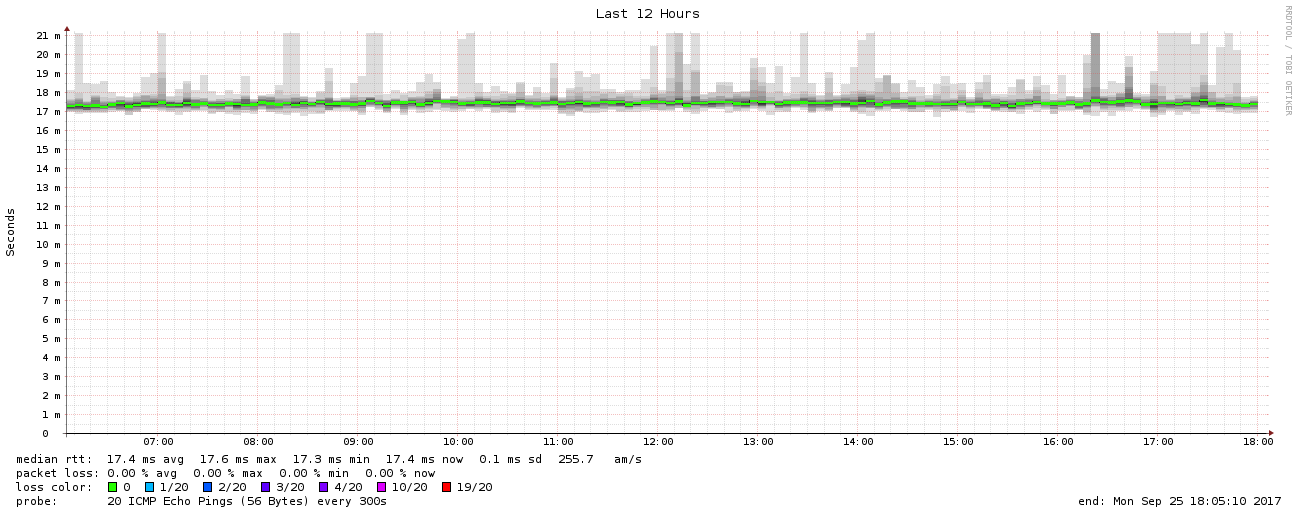 Last 12 Hours
RRDTOOL / TOBI OETIKER
Seconds
21 m
20 m
19 m
18 m
17 m
16 m
15 m
14 m
13 m
12 m
11 m
10 m
9 m
8 m
7 m
6 m
5 m
4 m
3 m
2 m
1 m
0
07:00 08:00 09:00 10:00 11:00 12:00 13:00 14:00 15:00 16:00 17:00 18:00
median rtt: 17.4 ms avg 17.6 ms max 17.3 ms min 17.4 ms now 0.1 ms sd 255.7 am/s
packet loss: 0.00 % avg 0.00 % max 0.00 % min 0.00 % now
loss color: 0 1/20 2/20 3/20 4/20 10/20 19/20
probe: 20 ICMP Echo Pings (56 Bytes) every 300s end: Mon Sep 25 18:05:10 2017